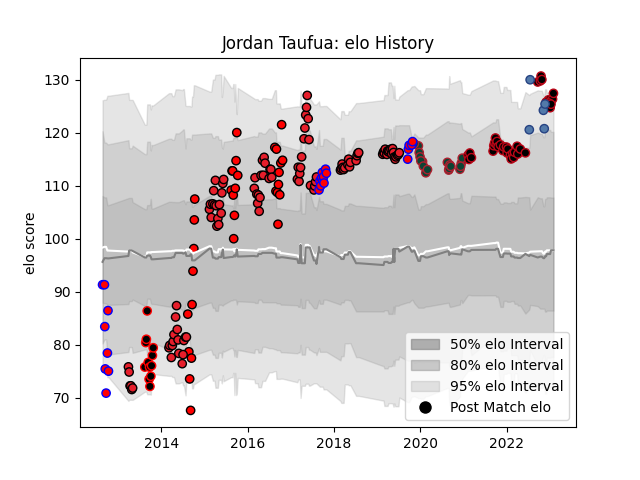 Jordan Taufua: elo History
elo score
130
120
110
100
90
80
70
2014
2016
2018
2020
2022
50% elo Interval
80% elo Interval
95% elo Interval
Post Match elo